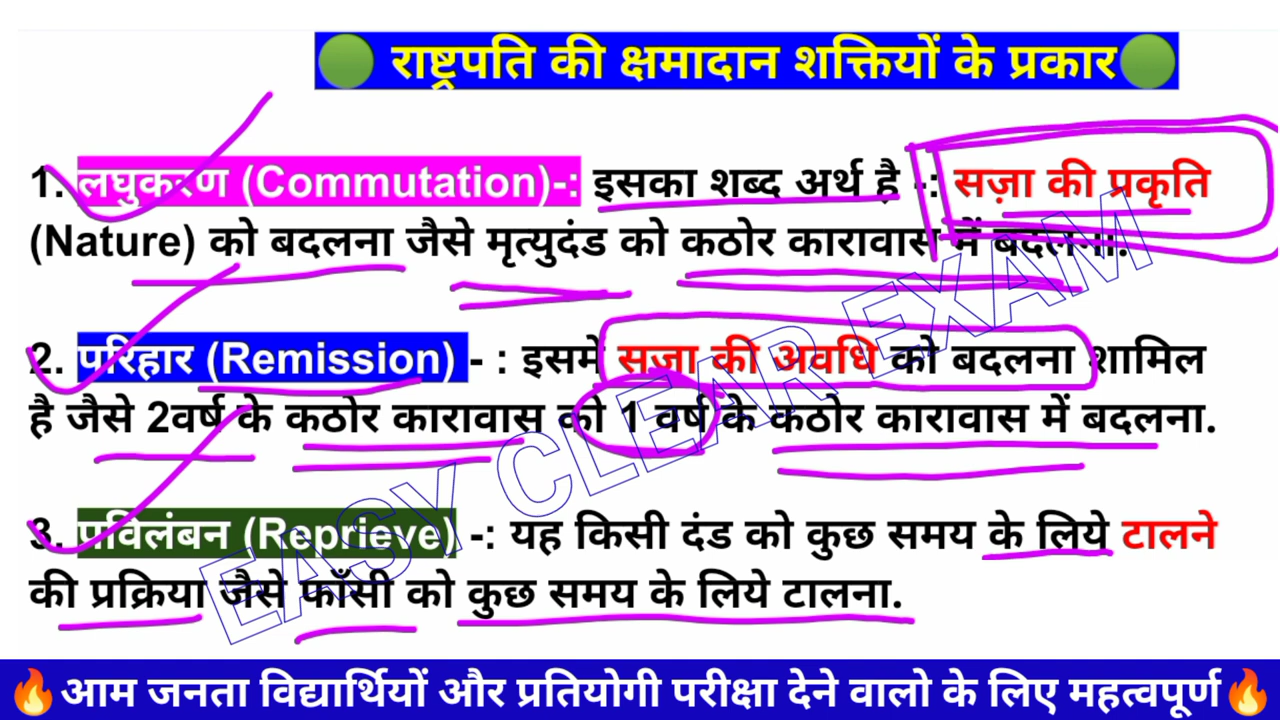 राष्ट्रपति की क्षमादान शक्तियों के प्रकार
1. लघुकरण (Commutation)-: इसका शब्द अर्थ है -: सज़ा की प्रकृति
(Nature) को बदलना जैसे मृत्युदंड को कठोर कारावास में बदलना.
2. परिहार (Remission) - : इसमे सज़ा की अवधि को बदलना शामिल
है जैसे 2वर्ष के कठोर कारावास को 1 वर्ष के कठोर कारावास में बदलना.
3. प्रविलंबन (Reprieve) -: यह किसी दंड को कुछ समय के लिये टालने
की प्रक्रिया जैसे फाँसी को कुछ समय के लिये टालना.
EASY CLEAR EXAM
🔥आम जनता विद्यार्थियों और प्रतियोगी परीक्षा देने वालो के लिए महत्वपूर्ण🔥